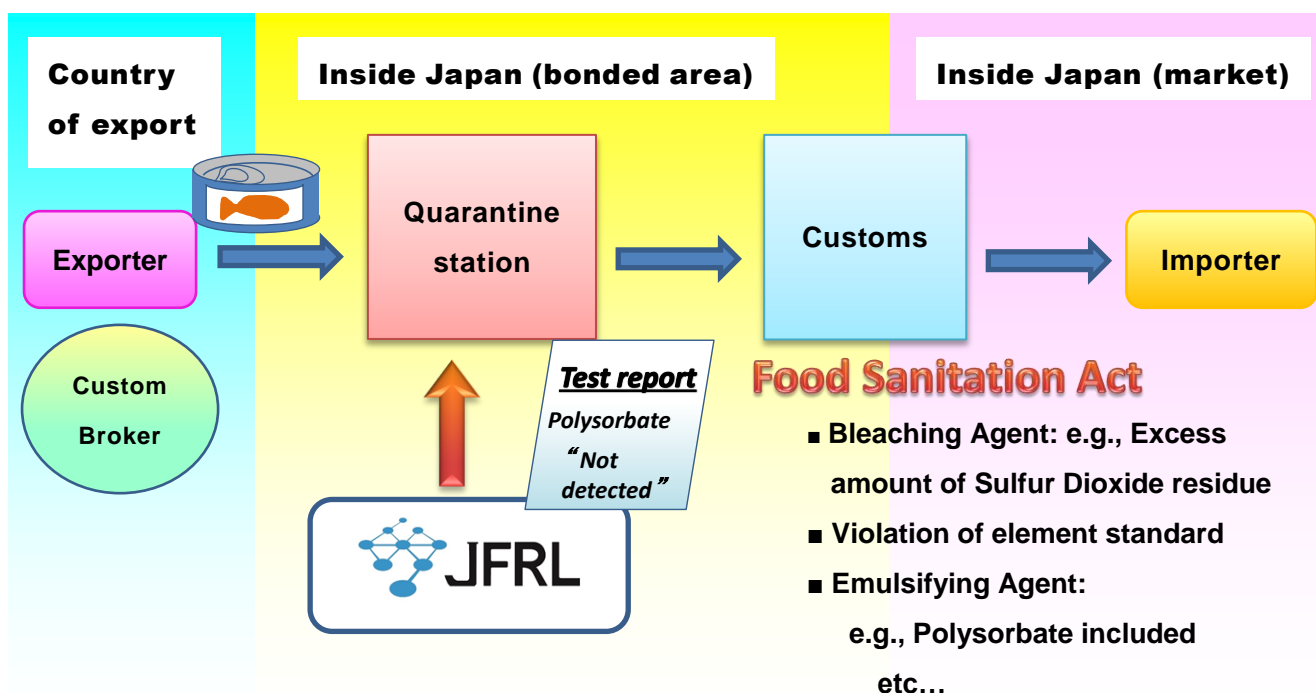 Country
of export
Inside Japan (bonded area)
Inside Japan (market)
Exporter
Custom
Broker
Quarantine
station
Customs
Importer
Test report
Polysorbate
“Not
detected”
JFRL
Food Sanitation Act
■ Bleaching Agent: e.g., Excess
amount of Sulfur Dioxide residue
■ Violation of element standard
■ Emulsifying Agent:
e.g., Polysorbate included
etc…